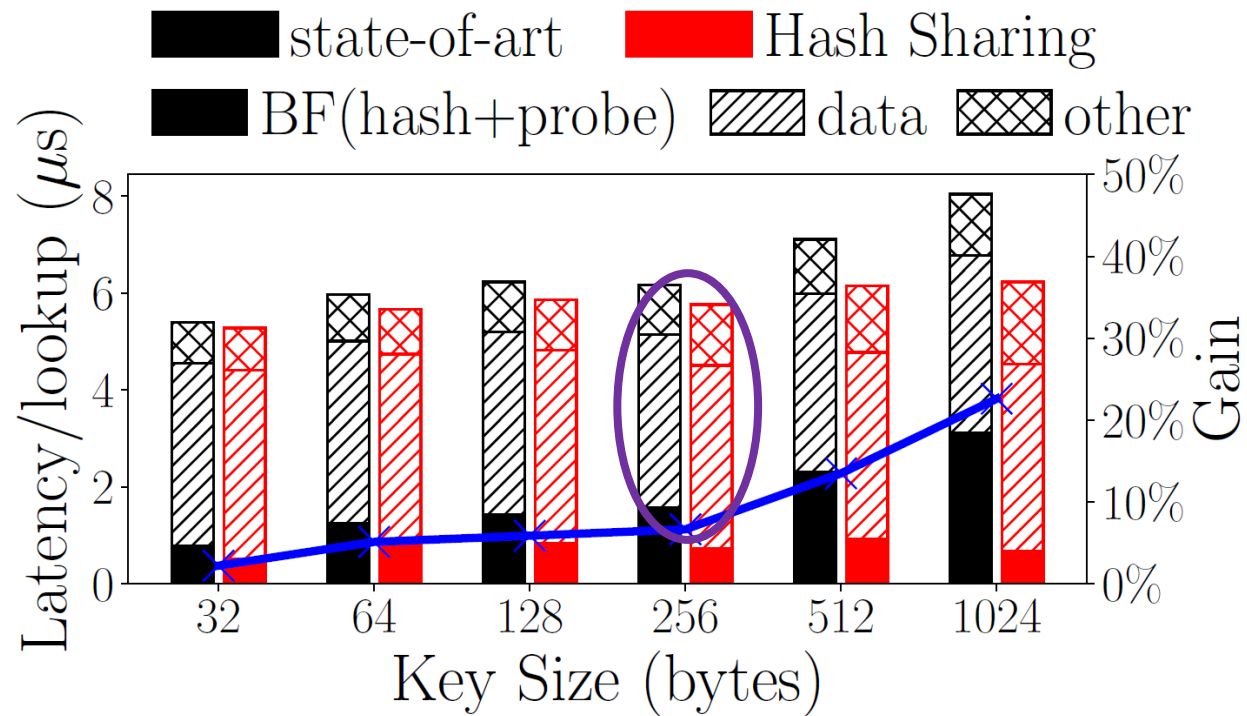 state-of-art Hash Sharing
BF(hash+probe) data other
Latency/lookup (μs)
8
6
4
2
0
50%
40%
30%
20%
10%
0%
Gain
32 64 128 256 512 1024
Key Size (bytes)